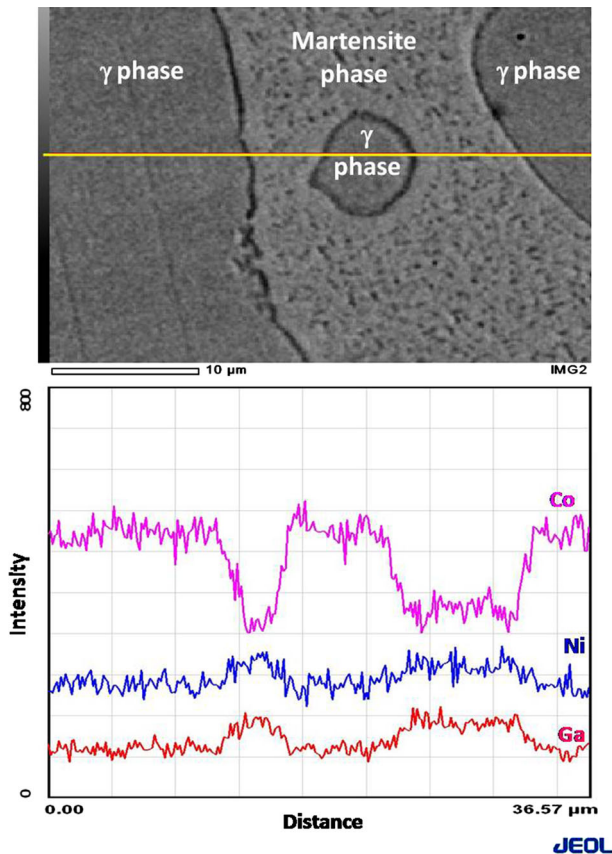 γ phase
Martensite
phase
γ phase
γ
phase
10 µm
IMG2
800
Co
Intensity
Ni
Ga
0
0.00
36.57 µm
Distance
JEOL